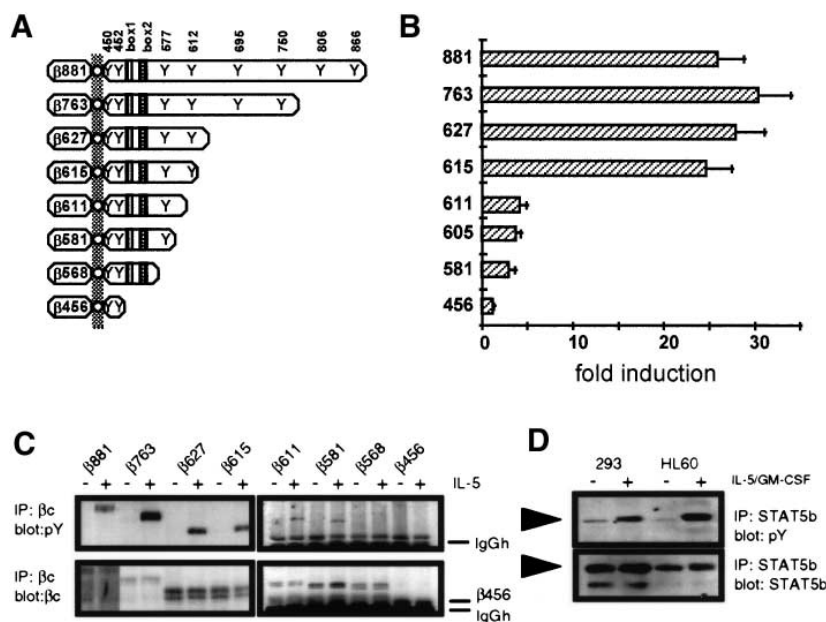 A
450 452 box1 box2 577 612 695 750 806 866
β881 Y Y Y Y Y Y Y Y
β763 Y Y Y Y Y Y
β627 Y Y Y Y
β615 Y Y Y Y
β611 Y Y Y
β581 Y Y Y
β568 Y Y
β456 Y Y
B
881
763
627
615
611
605
581
456
0 10 20 30
fold induction
C
β881 β763 β627 β615 β611 β581 β568 β456
- + - + - + - + - + - + - + - + IL-5
IP: βc
blot:pY
IgGh
IP: βc
blot:βc
β456
IgGh
D
293 HL60
- + - + IL-5/GM-CSF
IP: STAT5b
blot: pY
IP: STAT5b
blot: STAT5b